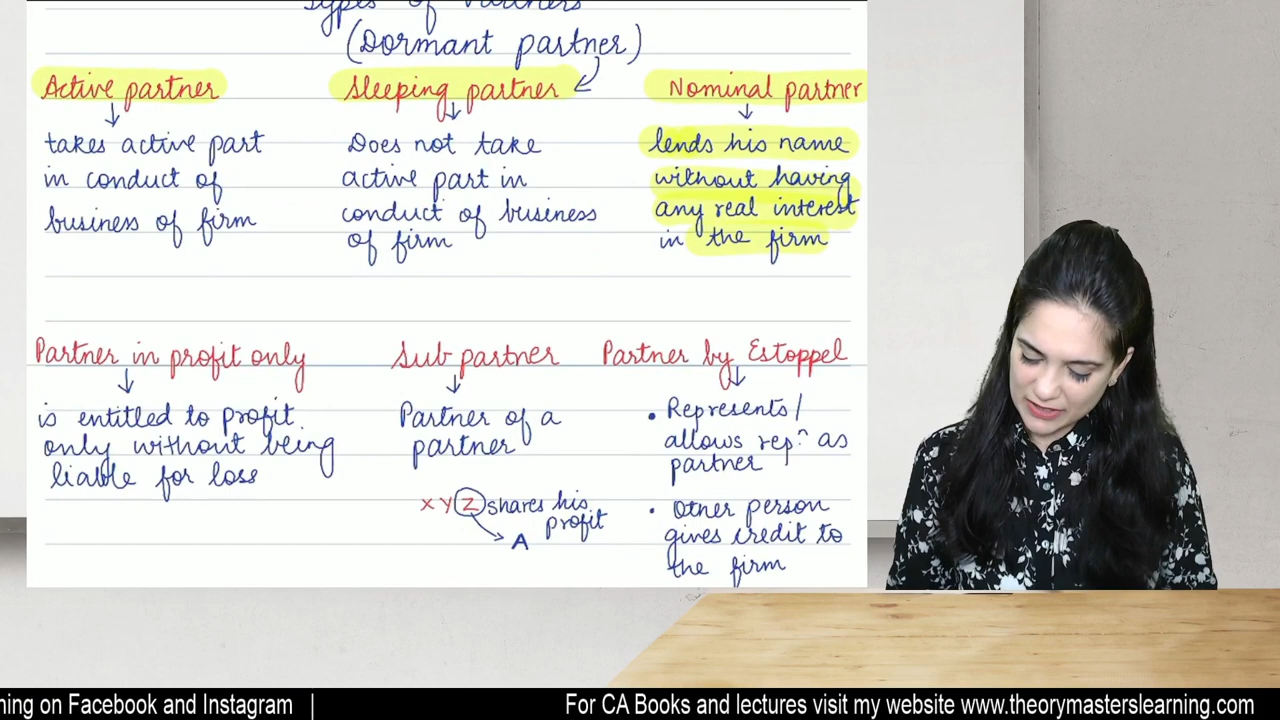 Types of Partners
(Dormant partner)
Active partner
takes active part
in conduct of
business of firm
Sleeping partner
Does not take
active part in
conduct of business
of firm
Nominal partner
lends his name
without having
any real interest
in the firm
Partner in profit only
is entitled to profit
only without being
liable for loss
Sub partner
Partner of a
partner
X Y Z shares his
profit
A
Partner by Estoppel
• Represents/
allows repn as
partner
• Other person
gives credit to
the firm
ning on Facebook and Instagram |
For CA Books and lectures visit my website www.theorymasterslearning.com